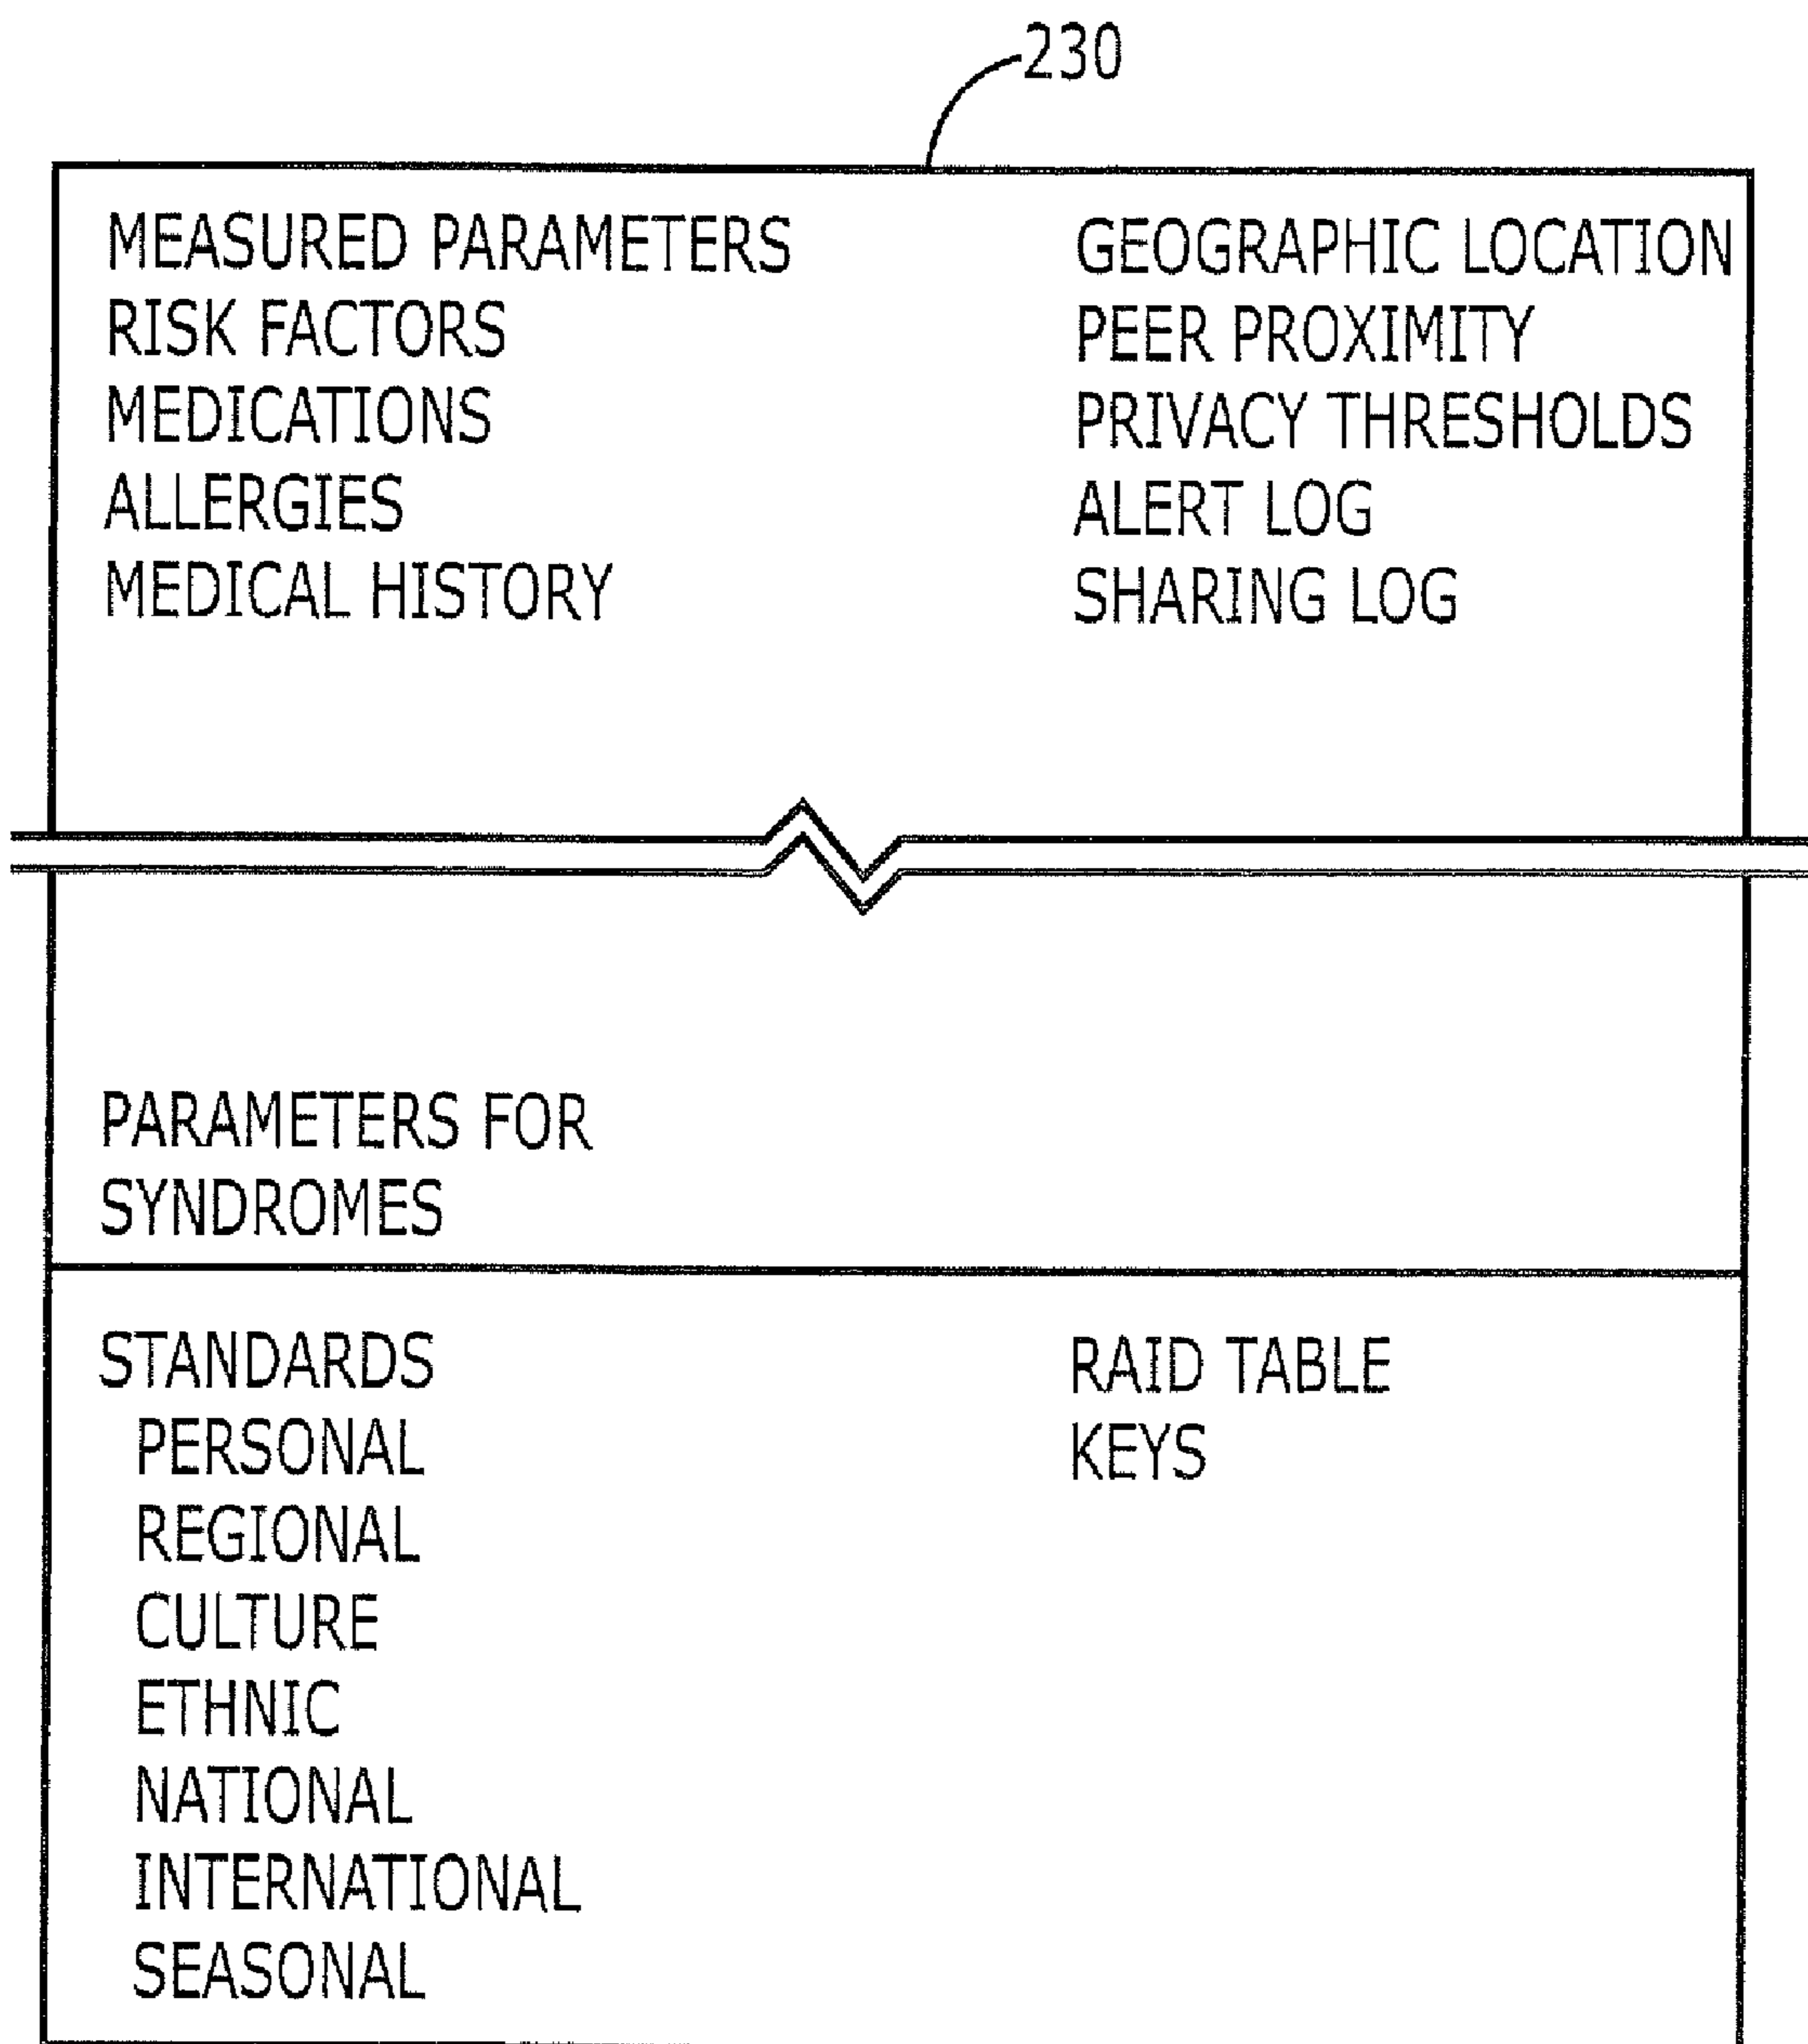 230
MEASURED PARAMETERS
RISK FACTORS
MEDICATIONS
ALLERGIES
MEDICAL HISTORY
GEOGRAPHIC LOCATION
PEER PROXIMITY
PRIVACY THRESHOLDS
ALERT LOG
SHARING LOG
PARAMETERS FOR
SYNDROMES
STANDARDS
PERSONAL
REGIONAL
CULTURE
ETHNIC
NATIONAL
INTERNATIONAL
SEASONAL
RAID TABLE
KEYS